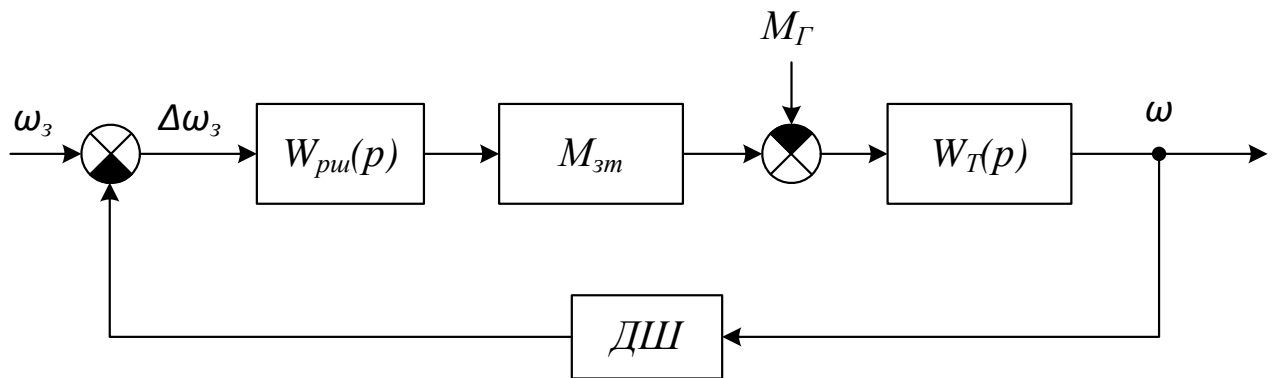 M_Г
ω_з
Δω_з
W_рш(p)
M_зт
W_T(p)
ω
ДШ